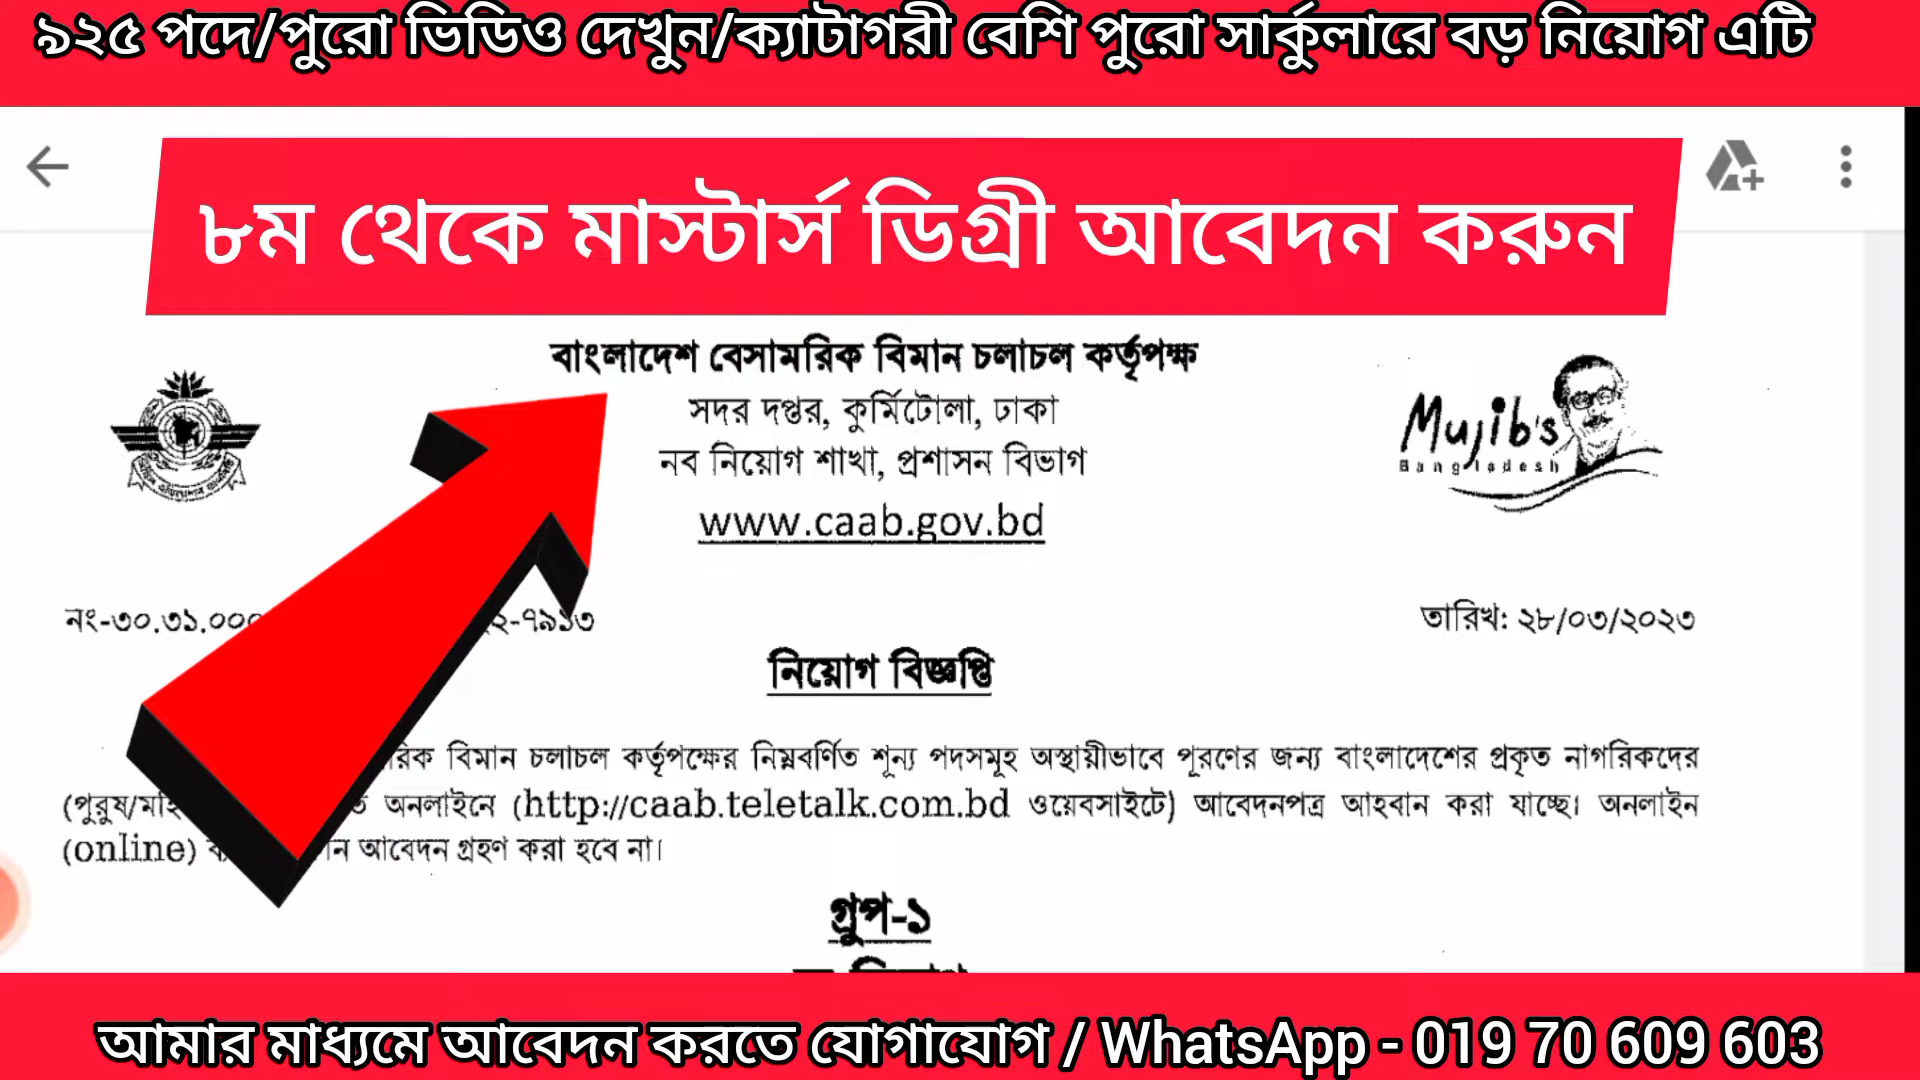 ৯২৫ পদে/পুরো ভিডিও দেখুন/ক্যাটাগরী বেশি পুরো সার্কুলারে বড় নিয়োগ এটি
৮ম থেকে মাস্টার্স ডিগ্রী আবেদন করুন
বাংলাদেশ বেসামরিক বিমান চলাচল কর্তৃপক্ষ
সদর দপ্তর, কুর্মিটোলা, ঢাকা
নব নিয়োগ শাখা, প্রশাসন বিভাগ
www.caab.gov.bd
Mujib's
Bangladesh
নং-৩০.৩১.০০০ ২-৭৯১৩
তারিখ: ২৮/০৩/২০২৩
নিয়োগ বিজ্ঞপ্তি
বিমান চলাচল কর্তৃপক্ষের নিম্নবর্ণিত শূন্য পদসমূহ অস্থায়ীভাবে পূরণের জন্য বাংলাদেশের প্রকৃত নাগরিকদের
অনলাইনে (http://caab.teletalk.com.bd ওয়েবসাইটে) আবেদনপত্র আহবান করা যাচ্ছে। অনলাইন
(online) আবেদন গ্রহণ করা হবে না।
গ্রুপ-১
আমার মাধ্যমে আবেদন করতে যোগাযোগ / WhatsApp - 019 70 609 603